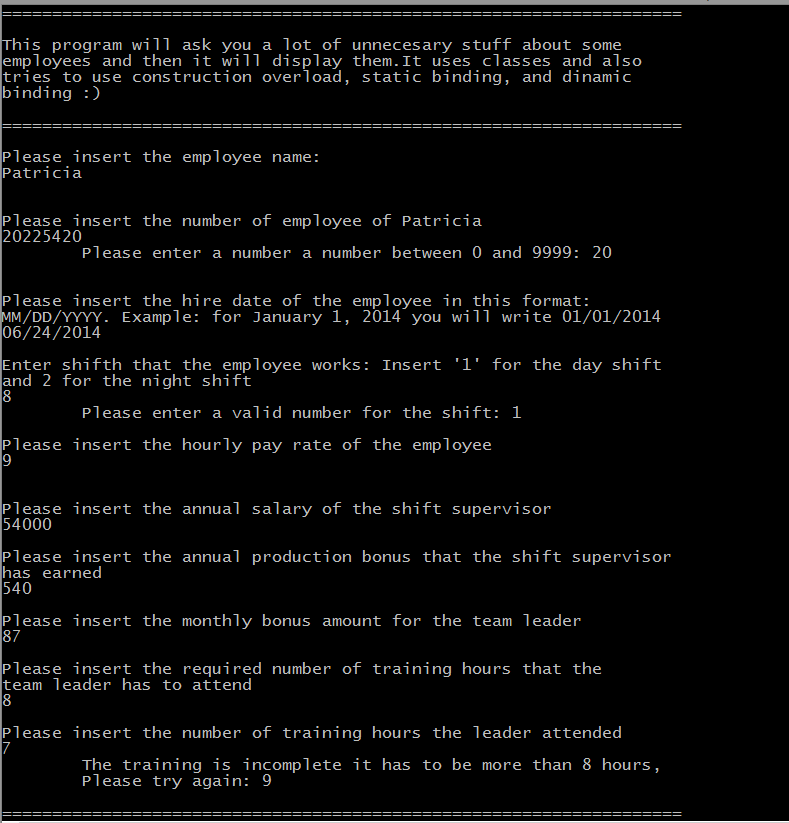 ====================================================================
This program will ask you a lot of unnecesary stuff about some
employees and then it will display them.It uses classes and also
tries to use construction overload, static binding, and dinamic
binding :)
====================================================================
Please insert the employee name:
Patricia
Please insert the number of employee of Patricia
20225420
Please enter a number a number between 0 and 9999: 20
Please insert the hire date of the employee in this format:
MM/DD/YYYY. Example: for January 1, 2014 you will write 01/01/2014
06/24/2014
Enter shifth that the employee works: Insert '1' for the day shift
and 2 for the night shift
8
Please enter a valid number for the shift: 1
Please insert the hourly pay rate of the employee
9
Please insert the annual salary of the shift supervisor
54000
Please insert the annual production bonus that the shift supervisor
has earned
540
Please insert the monthly bonus amount for the team leader
87
Please insert the required number of training hours that the
team leader has to attend
8
Please insert the number of training hours the leader attended
7
The training is incomplete it has to be more than 8 hours,
Please try again: 9
====================================================================